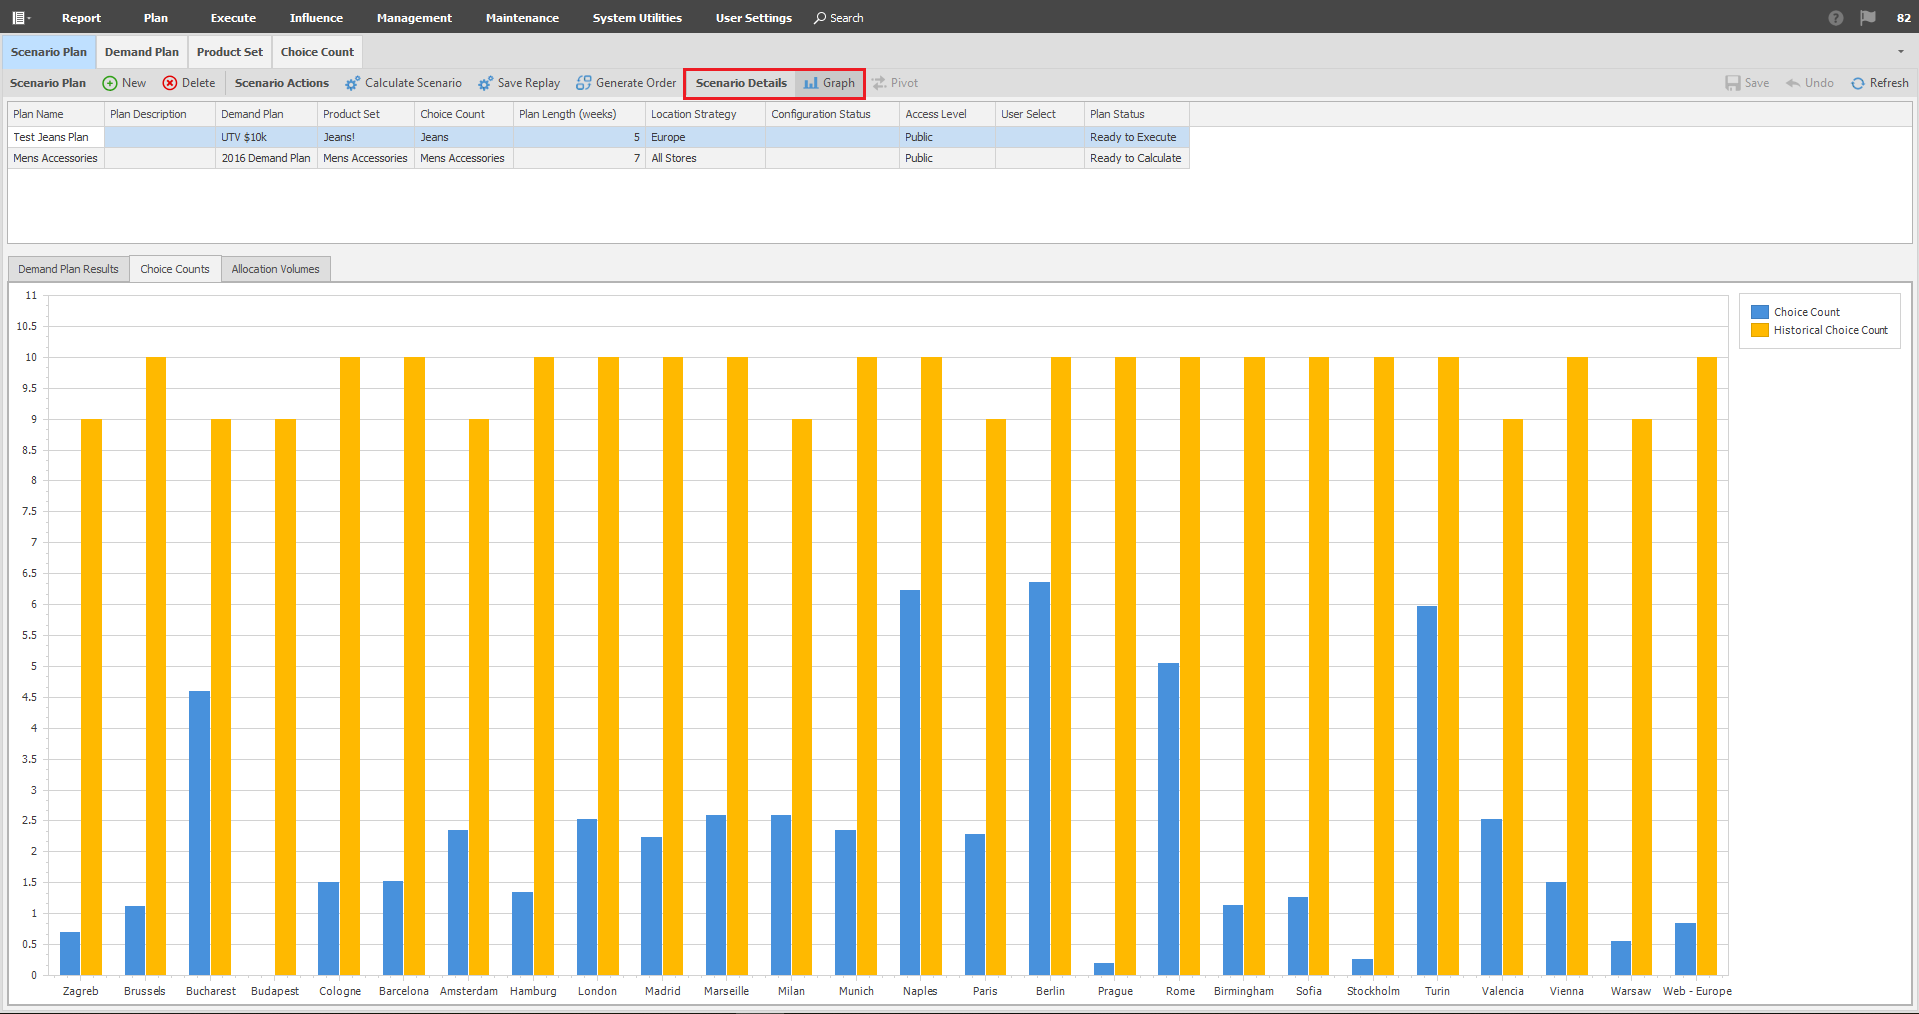 Report Plan Execute Influence Management Maintenance System Utilities User Settings Search 82
Scenario Plan Demand Plan Product Set Choice Count
Scenario Plan New Delete Scenario Actions Calculate Scenario Save Replay Generate Order Scenario Details Graph Pivot Save Undo Refresh
Plan Name Plan Description Demand Plan Product Set Choice Count Plan Length (weeks) Location Strategy Configuration Status Access Level User Select Plan Status
Test Jeans Plan UTV $10k Jeans! Jeans 5 Europe Public Ready to Execute
Mens Accessories 2016 Demand Plan Mens Accessories Mens Accessories 7 All Stores Public Ready to Calculate
Demand Plan Results Choice Counts Allocation Volumes
Choice Count
Historical Choice Count
11
10.5
10
9.5
9
8.5
8
7.5
7
6.5
6
5.5
5
4.5
4
3.5
3
2.5
2
1.5
1
0.5
0
Zagreb Brussels Bucharest Budapest Cologne Barcelona Amsterdam Hamburg London Madrid Marseille Milan Munich Naples Paris Berlin Prague Rome Birmingham Sofia Stockholm Turin Valencia Vienna Warsaw Web - Europe